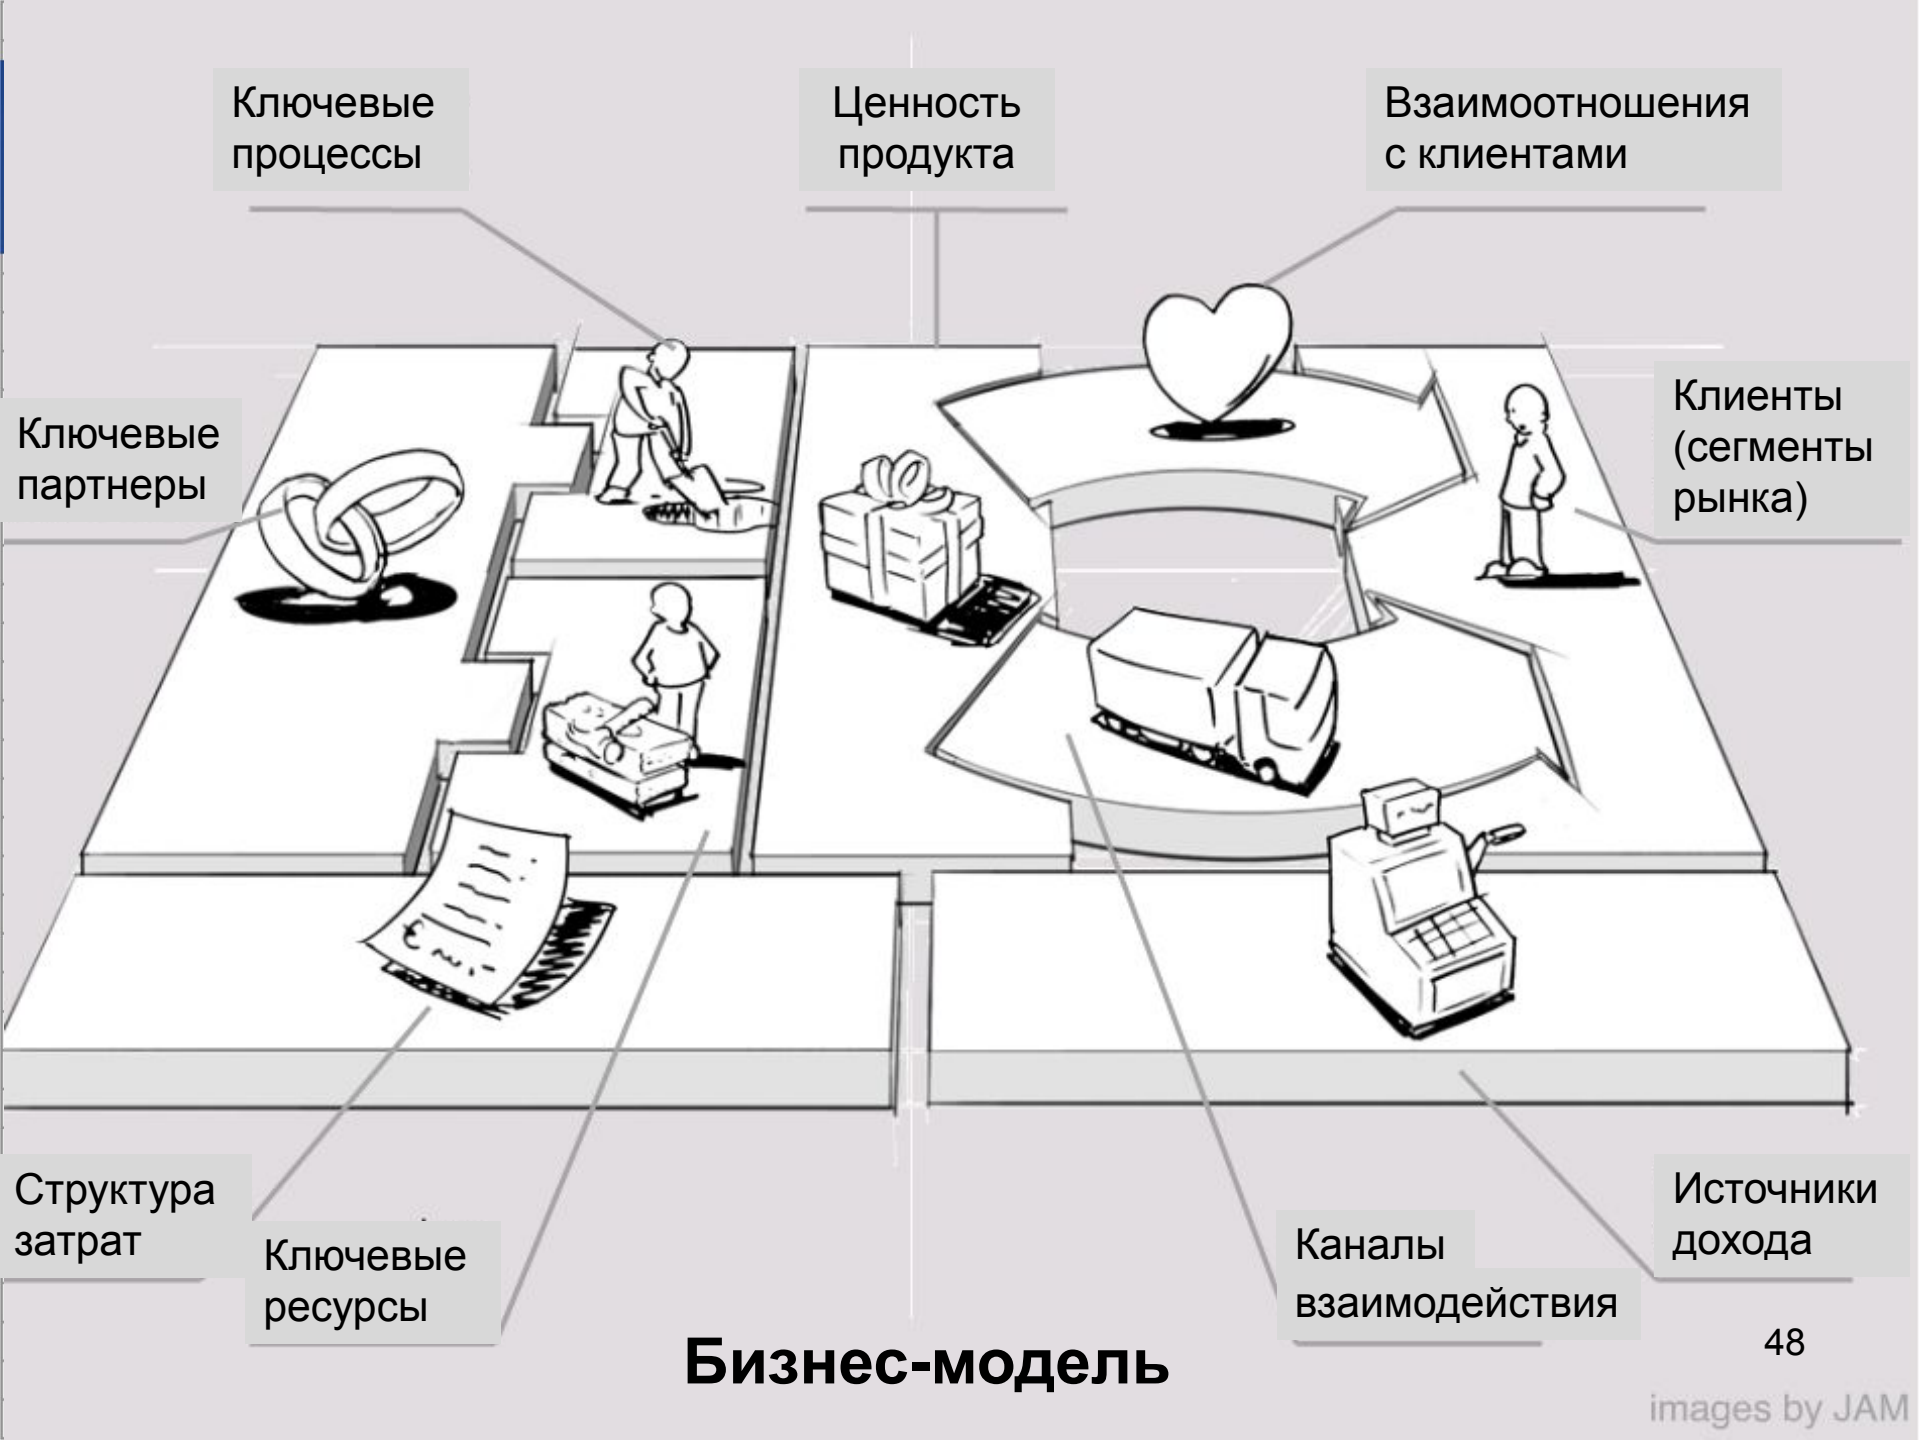 Ключевые
процессы
Ценность
продукта
Взаимоотношения
с клиентами
Ключевые
партнеры
Клиенты
(сегменты
рынка)
Структура
затрат
Ключевые
ресурсы
Каналы
взаимодействия
Источники
дохода
Бизнес-модель
48
images by JAM